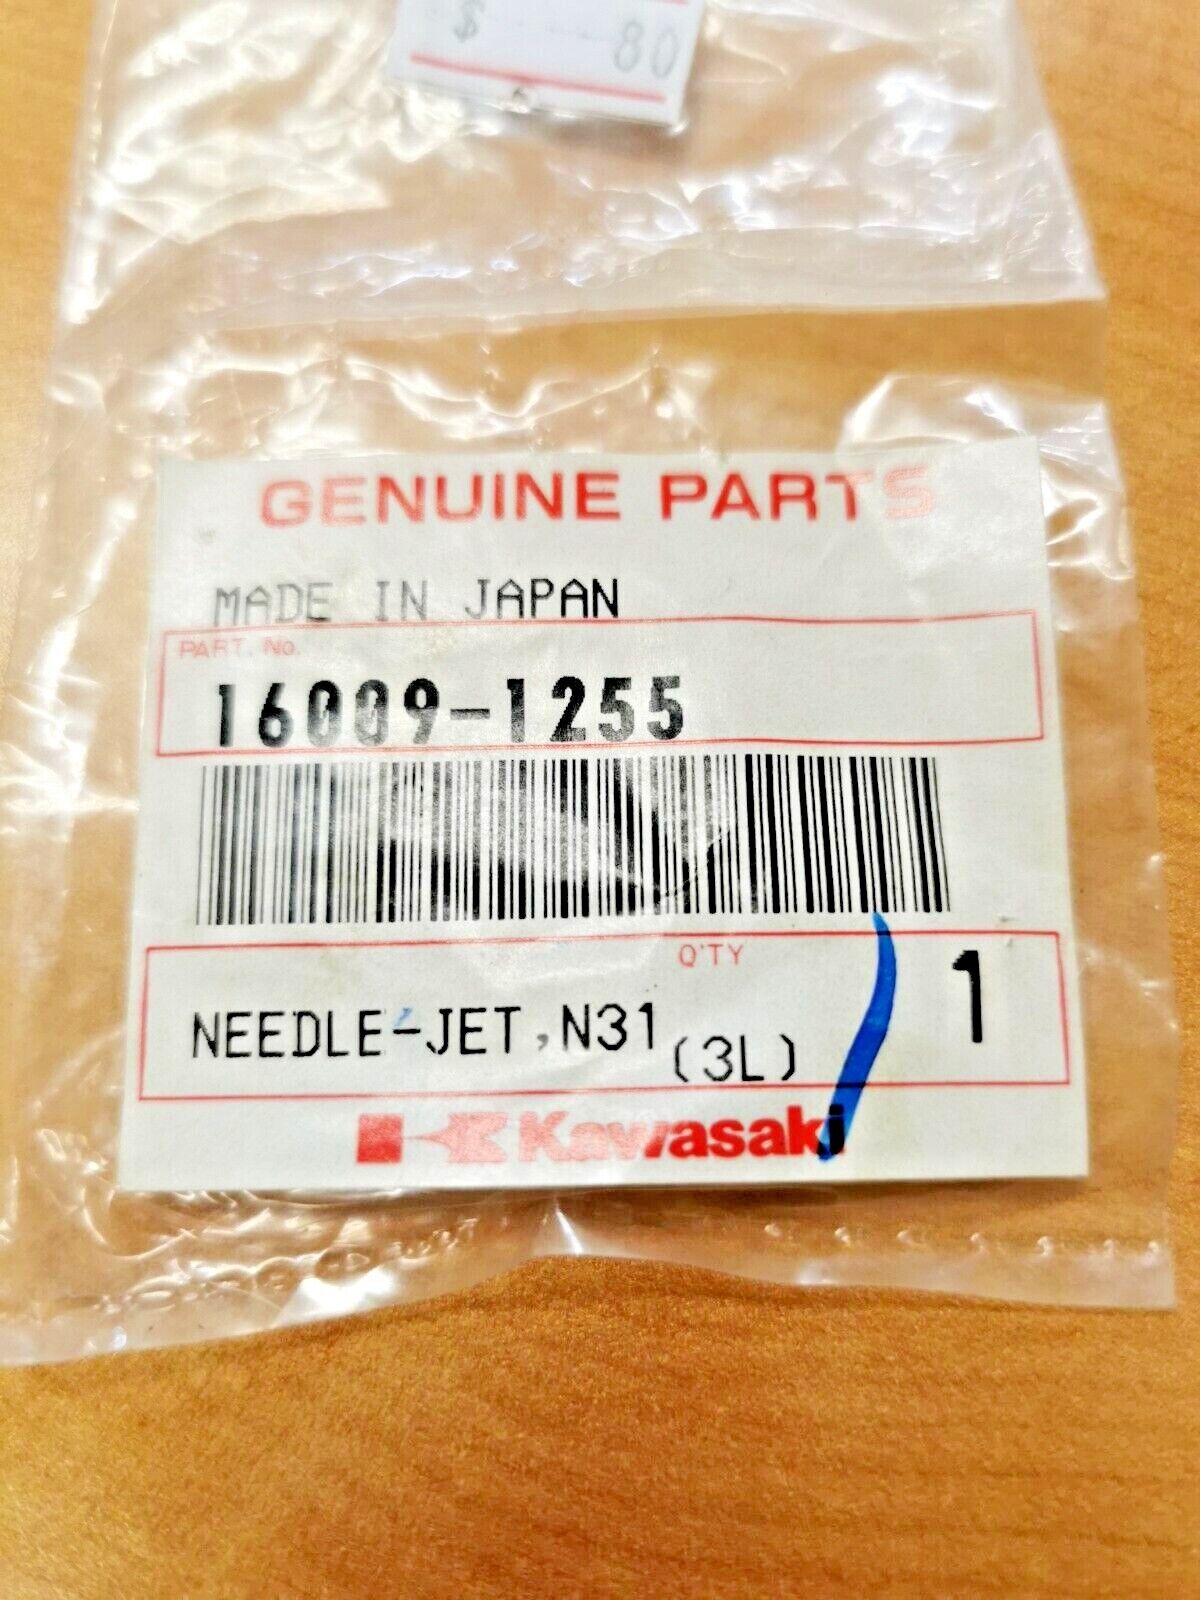 $ 80
GENUINE PARTS
MADE IN JAPAN
PART. No.
16009-1255
Q'TY
NEEDLE-JET,N31 (3L) 1
Kawasaki